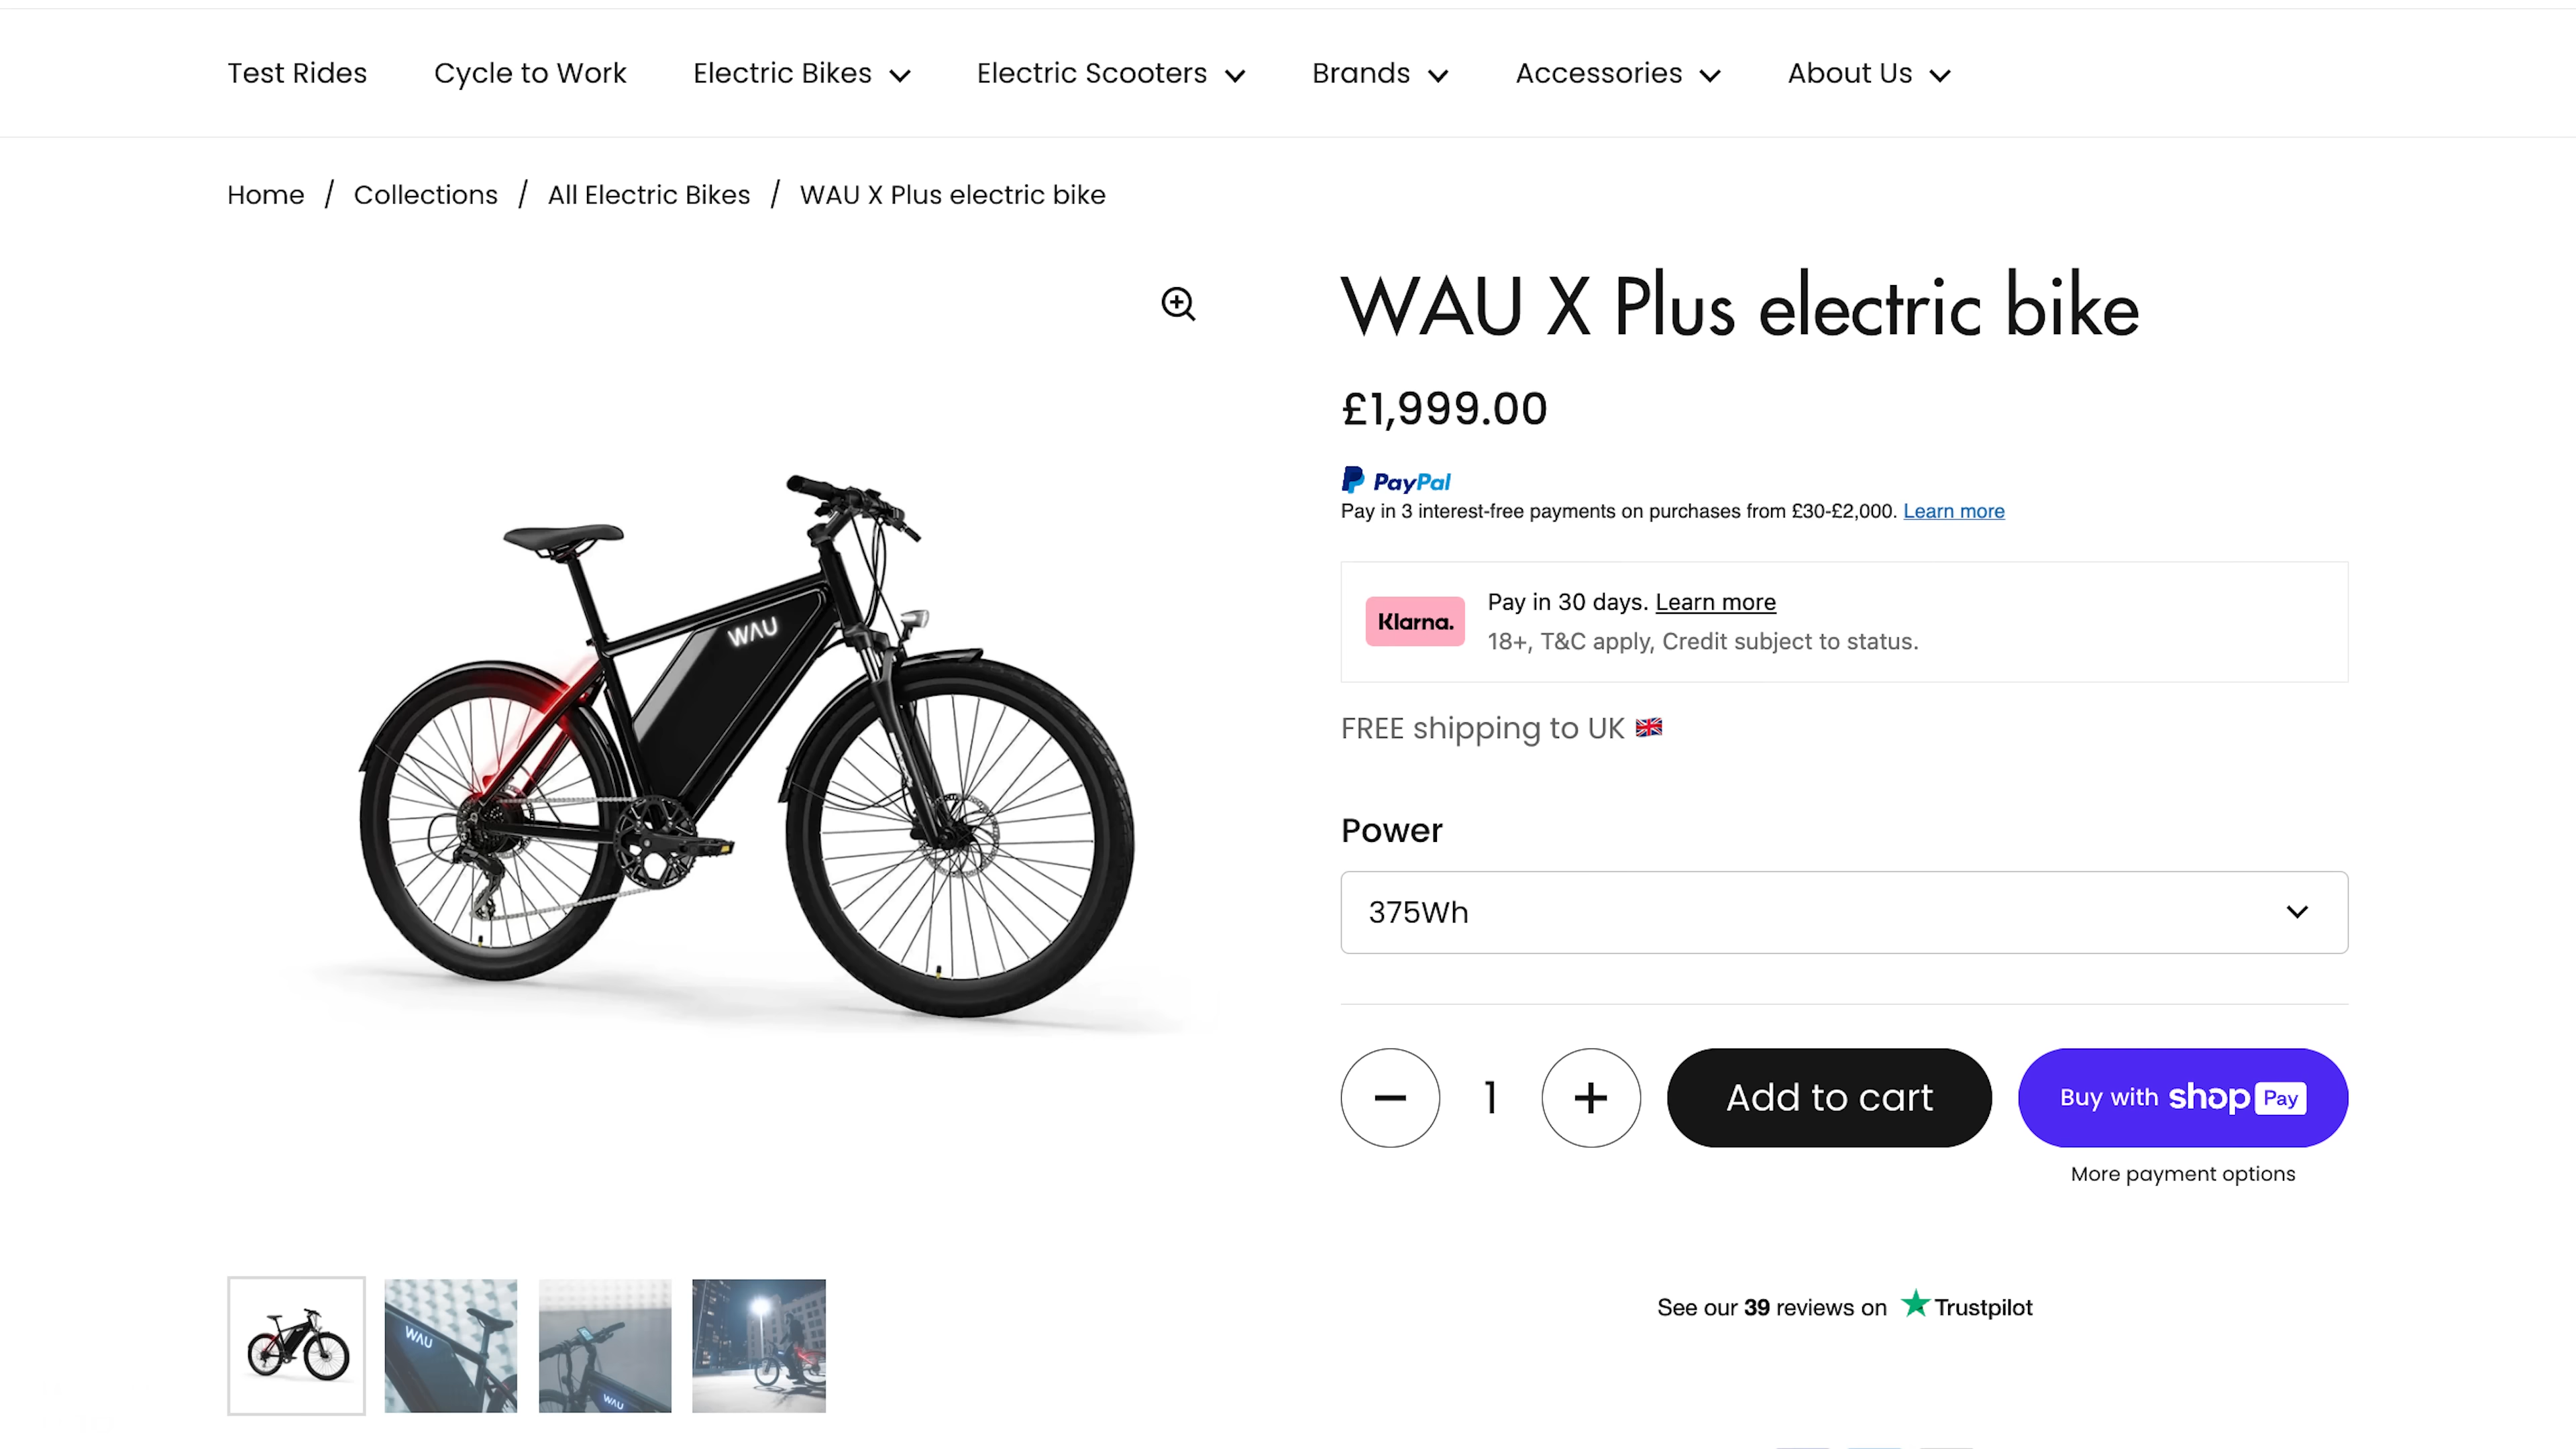 Test Rides Cycle to Work Electric Bikes Electric Scooters Brands Accessories About Us
Home / Collections / All Electric Bikes / WAU X Plus electric bike
WAU X Plus electric bike
£1,999.00
PayPal
Pay in 3 interest-free payments on purchases from £30-£2,000. Learn more
Klarna.
Pay in 30 days. Learn more
18+, T&C apply, Credit subject to status.
FREE shipping to UK 🇬🇧
WAU
Power
375Wh
1
Add to cart
Buy with shop Pay
More payment options
WAU
WAU
See our 39 reviews on Trustpilot